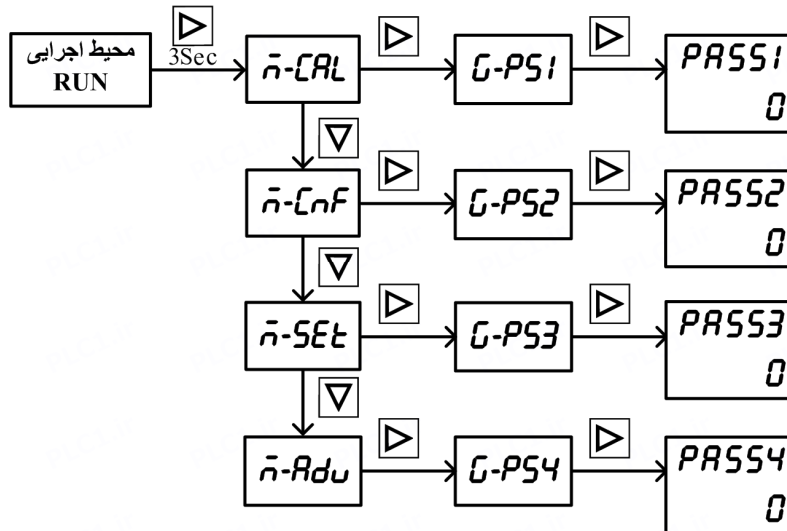 محیط اجرایی
RUN
3Sec
n̄-CAL
G-PS1
PASS1
0
n̄-CnF
G-PS2
PASS2
0
n̄-SEt
G-PS3
PASS3
0
n̄-Adv
G-PS4
PASS4
0